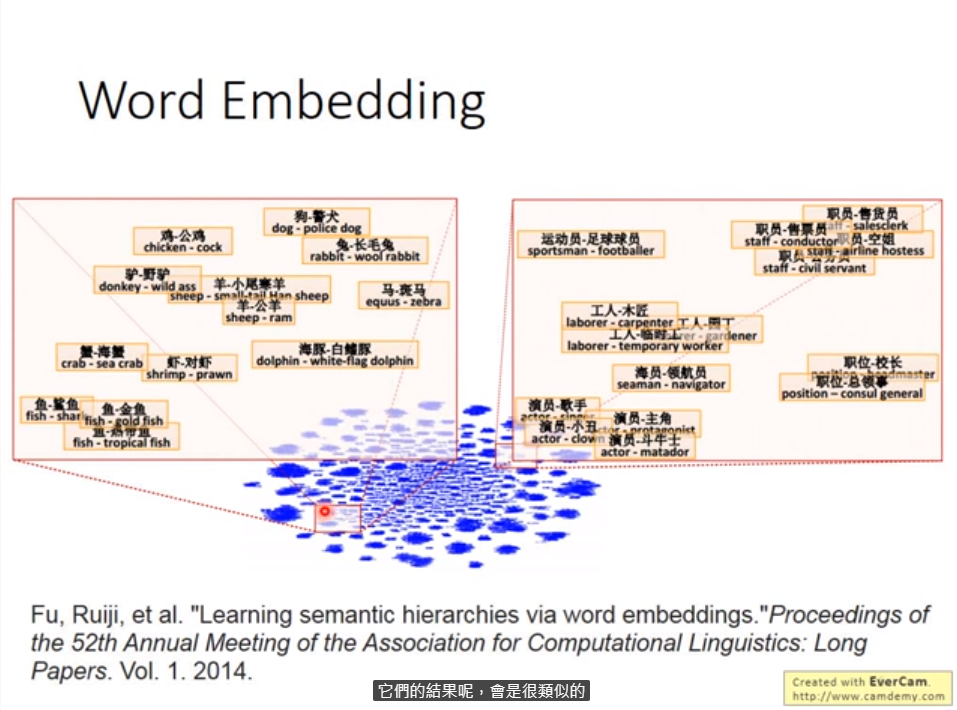 Word Embedding
狗-警犬
dog - police dog
鸡-公鸡
chicken - cock
兔-长毛兔
rabbit - wool rabbit
驴-野驴
donkey - wild ass
羊-小尾寒羊
sheep - small-tail Han sheep
羊-公羊
sheep - ram
马-斑马
equus - zebra
蟹-海蟹
crab - sea crab
虾-对虾
shrimp - prawn
海豚-白鳍豚
dolphin - white-flag dolphin
鱼-鲨鱼
fish - shar
鱼-金鱼
fish - gold fish
鱼-热带鱼
fish - tropical fish
职员-售货员
aff - salesclerk
职员-售票员
staff - conductor
职员-空姐
staff - airline hostess
职员-公务员
staff - civil servant
运动员-足球球员
sportsman - footballer
工人-木匠
laborer - carpenter
工人-园丁
rer - gardener
工人-临时工
laborer - temporary worker
海员-领航员
seaman - navigator
职位-校长
position - headmaster
职位-总领事
position – consul general
演员-歌手
actor - singer
演员-小丑
actor - clown
演员-主角
actor - protagonist
演员-斗牛士
actor - matador
Fu, Ruiji, et al. "Learning semantic hierarchies via word embeddings."Proceedings of
the 52th Annual Meeting of the Association for Computational Linguistics: Long
Papers. Vol. 1. 2014.
它們的結果呢，會是很類似的
Created with EverCam.
http://www.camdemy.com